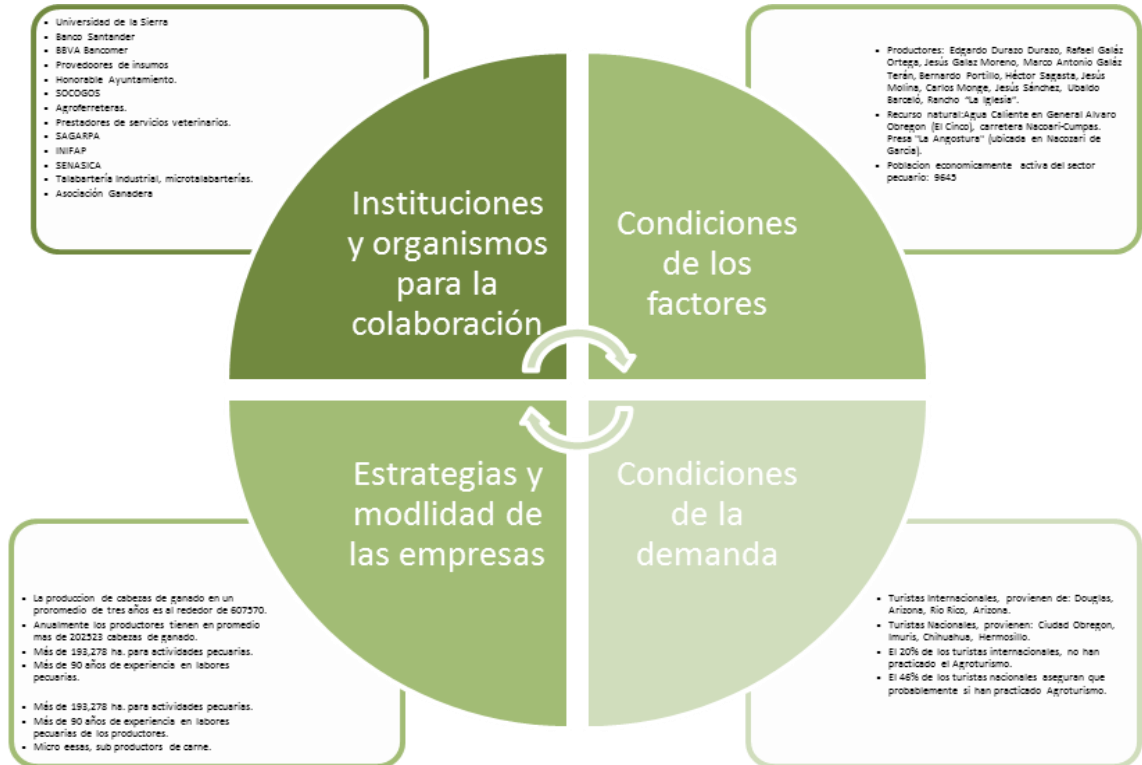 • Universidad de la Sierra
• Banco Santander
• BBVA Bancomer
• Provedoores de insumos
• Honorable Ayuntamiento.
• SOCOGOS
• Agroferreteras.
• Prestadores de servicios veterinarios.
• SAGARPA
• INIFAP
• SENASICA
• Talabartería Industrial, microtalabarterías.
• Asociación Ganadera
• Productores: Edgardo Durazo Durazo, Rafael Galáz
Ortega, Jesús Galaz Moreno, Marco Antonio Galáz
Terán, Bernardo Portillo, Héctor Sagasta, Jesús
Molina, Carlos Monge, Jesús Sánchez, Ubaldo
Barceló, Rancho "La Iglesia".
• Recurso natural:Agua Caliente en General Alvaro
Obregon (El Cinco), carretera Nacoari-Cumpas.
Presa "La Angostura" (ubicada en Nacozari de
García).
• Poblacion economicamente activa del sector
pecuario: 9645
Instituciones
y organismos
para la
colaboración
Condiciones
de los
factores
Estrategias y
modlidad de
las empresas
Condiciones
de la
demanda
• La produccion de cabezas de ganado en un
proromedio de tres años es al rededor de 607570.
• Anualmente los productores tienen en promedio
mas de 202523 cabezas de ganado.
• Más de 193,278 ha. para actividades pecuarias.
• Más de 90 años de experiencia en labores
pecuarias.
• Más de 193,278 ha. para actividades pecuarias.
• Más de 90 años de experiencia en labores
pecuarias de los productores.
• Micro eesas, sub productors de carne.
• Turistas Internacionales, provienen de: Douglas,
Arizona, Rio Rico, Arizona.
• Turistas Nacionales, provienen: Ciudad Obregon,
Imuris, Chihuahua, Hermosillo.
• El 20% de los turistas internacionales, no han
practicado el Agroturismo.
• El 46% de los turistas nacionales aseguran que
probablemente si han practicado Agroturismo.